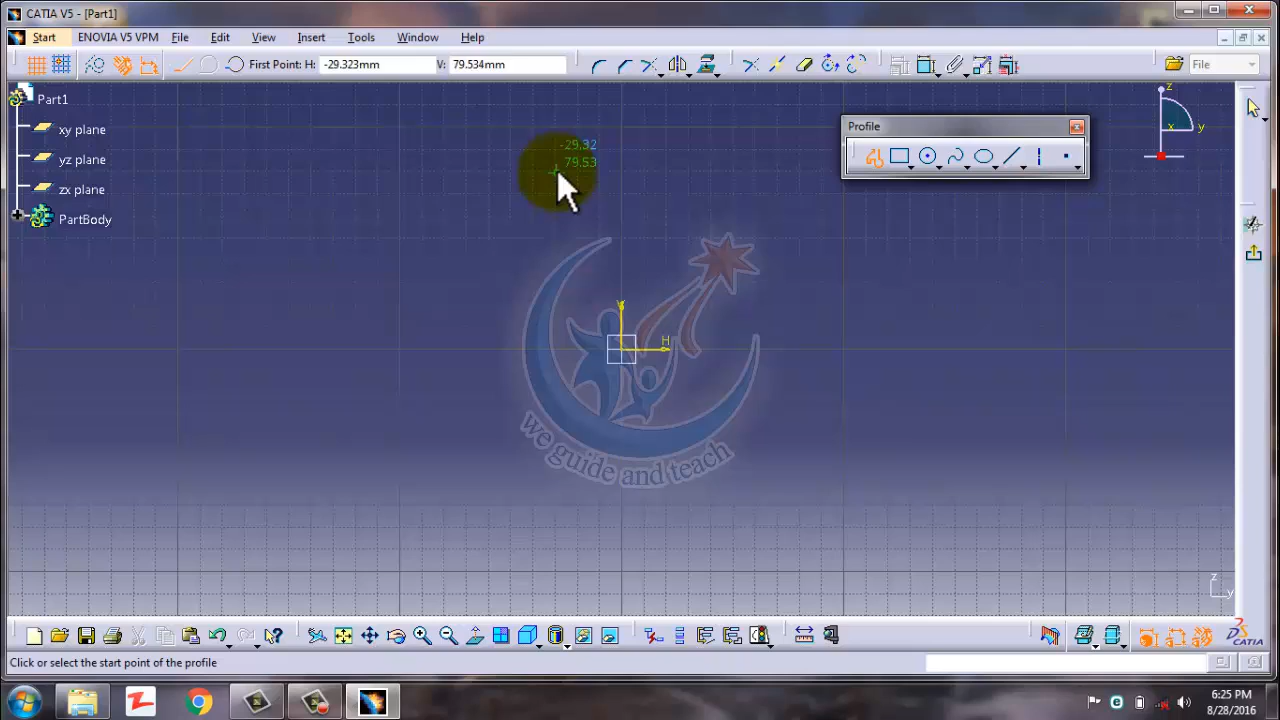 CATIA V5 - [Part1]
Start ENOVIA V5 VPM File Edit View Insert Tools Window Help
First Point: H: -29.323mm V: 79.534mm File
Part1
xy plane
yz plane
zx plane
PartBody
-29.32
79.53
Profile
z
x y
V
H
we guide and teach
z
y
CATIA
Click or select the start point of the profile
6:25 PM
8/28/2016